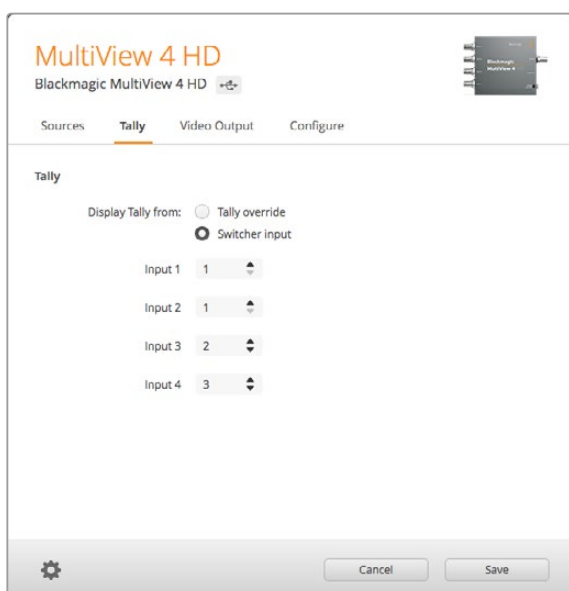 MultiView 4 HD
Blackmagic MultiView 4 HD
Sources Tally Video Output Configure
Tally
Display Tally from: Tally override
Switcher input
Input 1 1
Input 2 1
Input 3 2
Input 4 3
Cancel Save